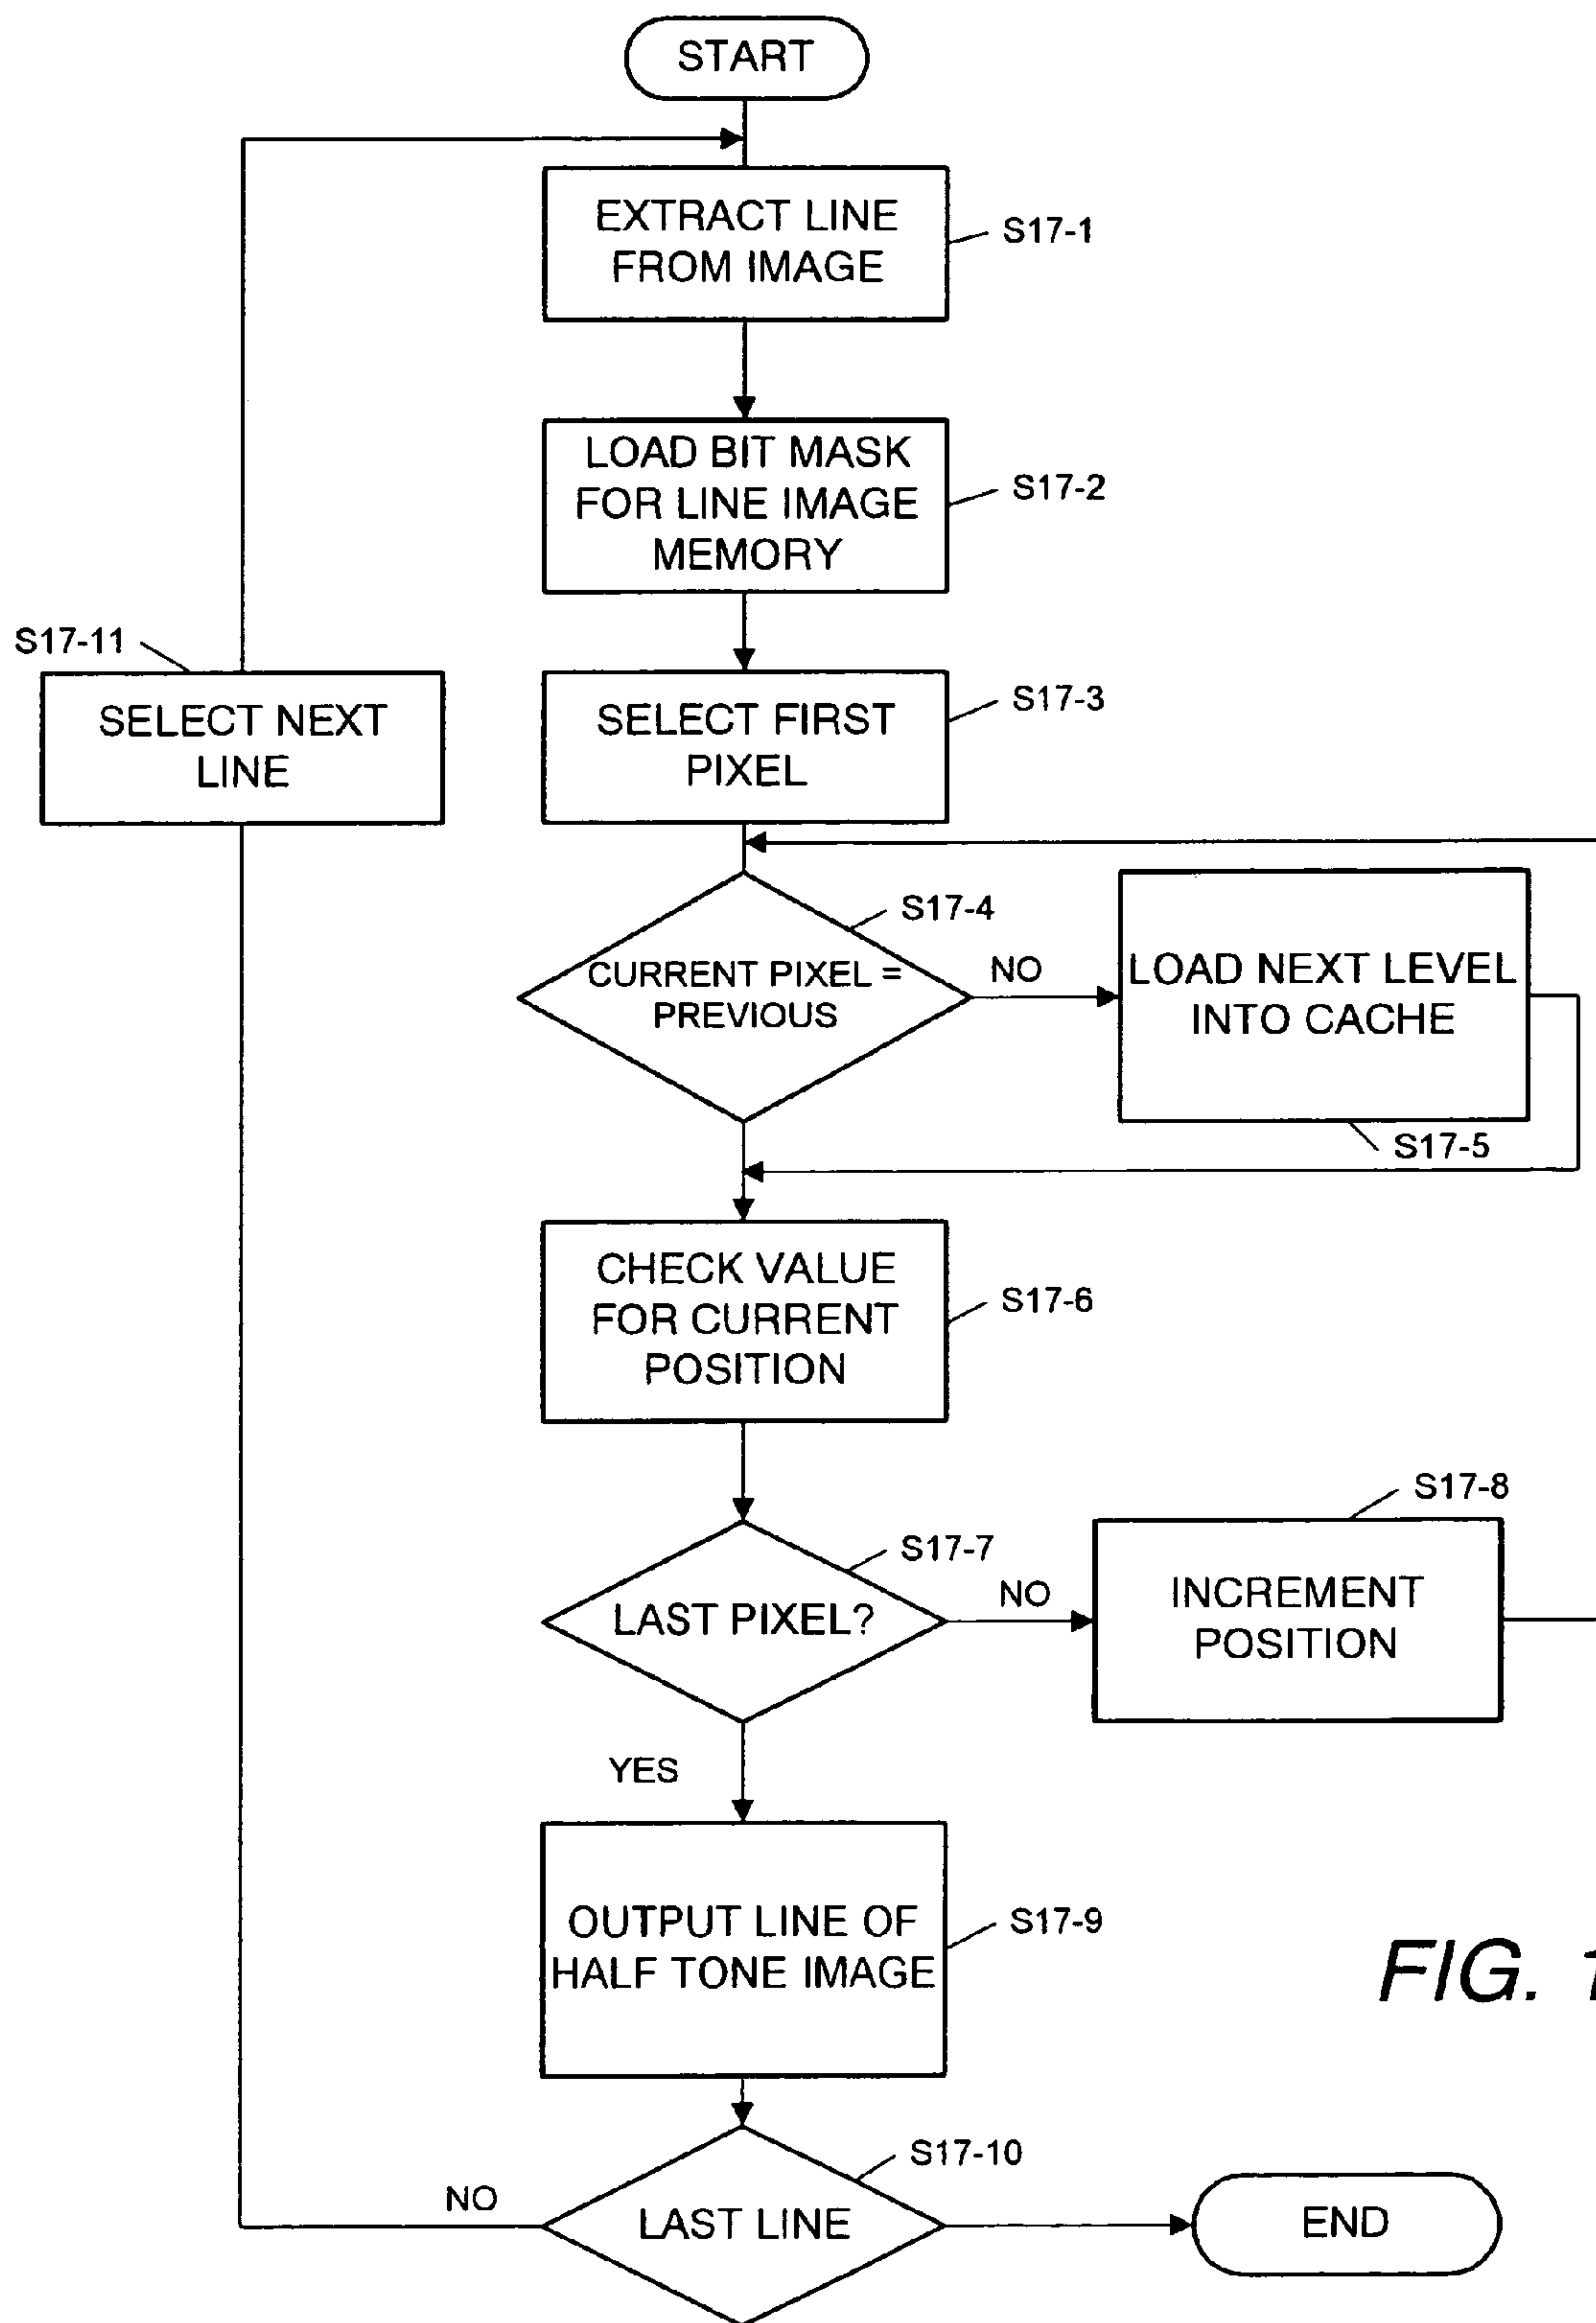 START
EXTRACT LINE
FROM IMAGE
S17-1
LOAD BIT MASK
FOR LINE IMAGE
MEMORY
S17-2
S17-11
SELECT NEXT
LINE
SELECT FIRST
PIXEL
S17-3
S17-4
CURRENT PIXEL =
PREVIOUS
NO
LOAD NEXT LEVEL
INTO CACHE
S17-5
CHECK VALUE
FOR CURRENT
POSITION
S17-6
S17-7
LAST PIXEL?
NO
S17-8
INCREMENT
POSITION
YES
OUTPUT LINE OF
HALF TONE IMAGE
S17-9
FIG. 1
S17-10
NO
LAST LINE
END